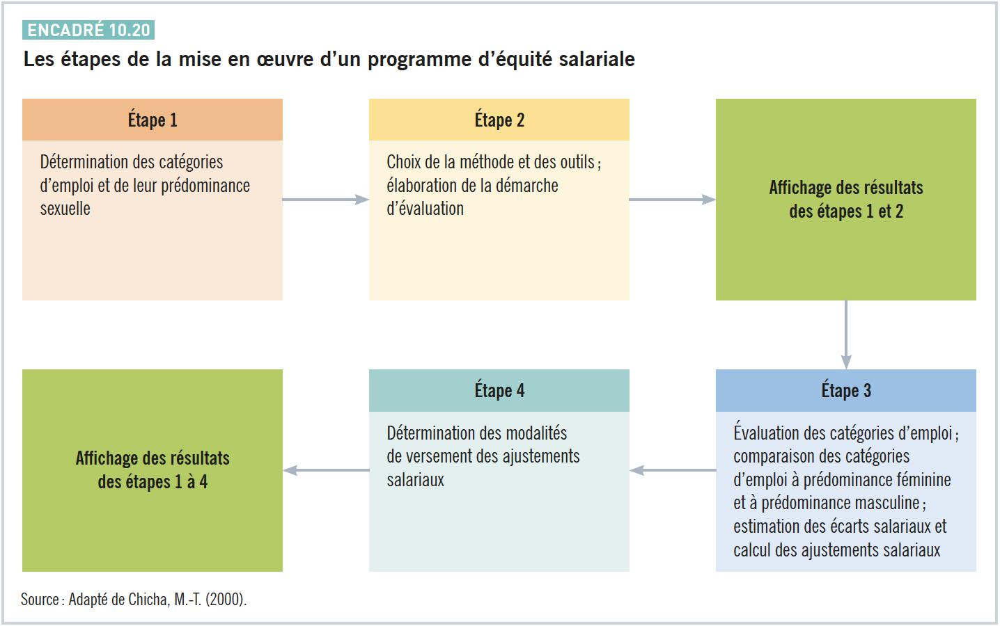 ENCADRÉ 10.20
Les étapes de la mise en œuvre d’un programme d’équité salariale
Étape 1
Détermination des catégories
d’emploi et de leur prédominance
sexuelle
Étape 2
Choix de la méthode et des outils ;
élaboration de la démarche
d’évaluation
Affichage des résultats
des étapes 1 et 2
Étape 3
Évaluation des catégories d’emploi ;
comparaison des catégories
d’emploi à prédominance féminine
et à prédominance masculine ;
estimation des écarts salariaux et
calcul des ajustements salariaux
Étape 4
Détermination des modalités
de versement des ajustements
salariaux
Affichage des résultats
des étapes 1 à 4
Source : Adapté de Chicha, M.-T. (2000).